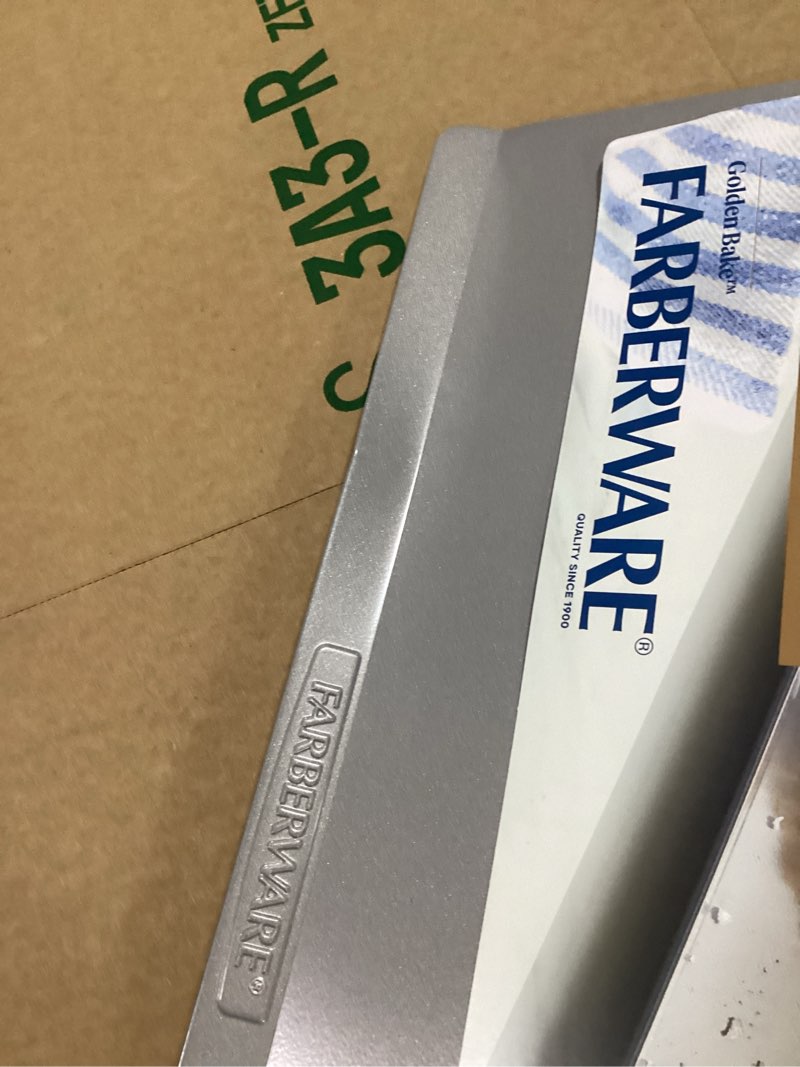 3A3-R
Golden Bake™
FARBERWARE®
QUALITY SINCE 1900
FARBERWARE®